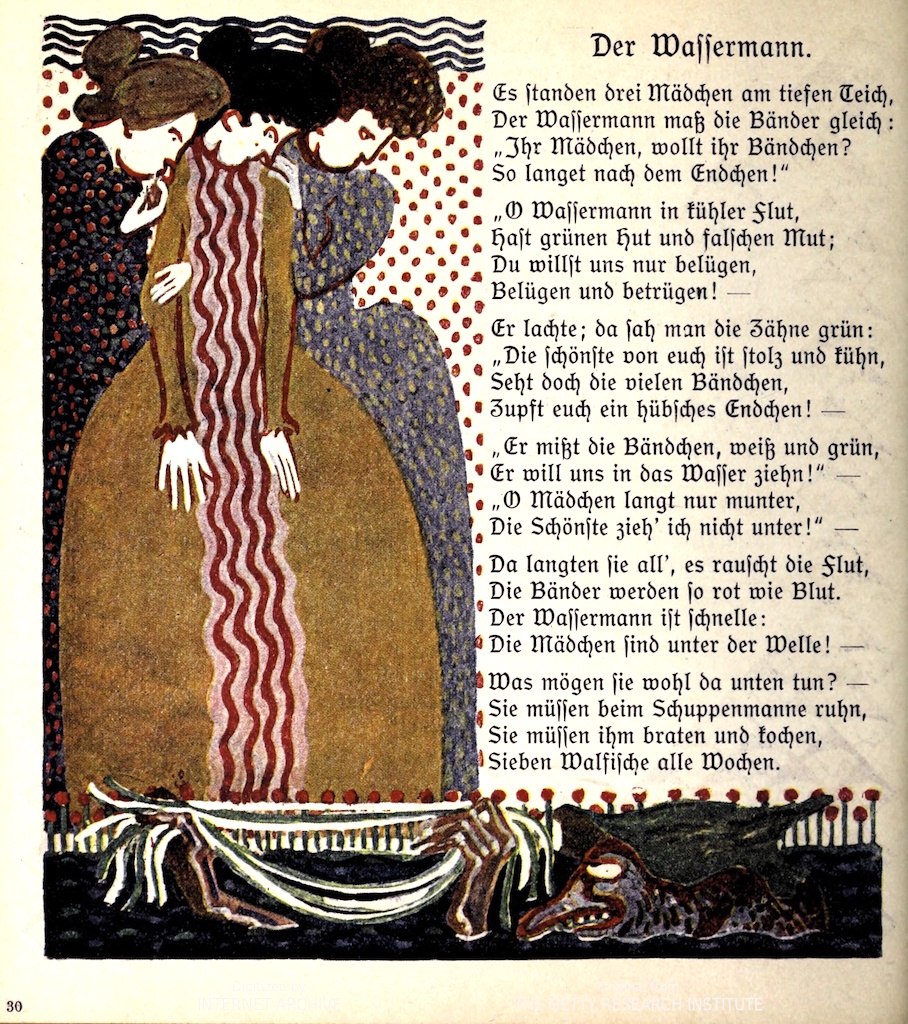 Der Wassermann.
Es standen drei Mädchen am tiefen Teich,
Der Wassermann maß die Bänder gleich:
„Ihr Mädchen, wollt ihr Bändchen?
So langet nach dem Endchen!“
„O Wassermann in kühler Flut,
Hast grünen Hut und falschen Mut;
Du willst uns nur belügen,
Belügen und betrügen! —
Er lachte; da sah man die Zähne grün:
„Die schönste von euch ist stolz und kühn,
Seht doch die vielen Bändchen,
Zupft euch ein hübsches Endchen! —
„Er mißt die Bändchen, weiß und grün,
Er will uns in das Wasser ziehn!“ —
„O Mädchen langt nur munter,
Die Schönste zieh’ ich nicht unter!“ —
Da langten sie all’, es rauscht die Flut,
Die Bänder werden so rot wie Blut.
Der Wassermann ist schnelle:
Die Mädchen sind unter der Welle! —
Was mögen sie wohl da unten tun? —
Sie müssen beim Schuppenmanne ruhn,
Sie müssen ihm braten und kochen,
Sieben Walfische alle Wochen.
30
INTERNET ARCHIVE
THE GETTY RESEARCH INSTITUTE